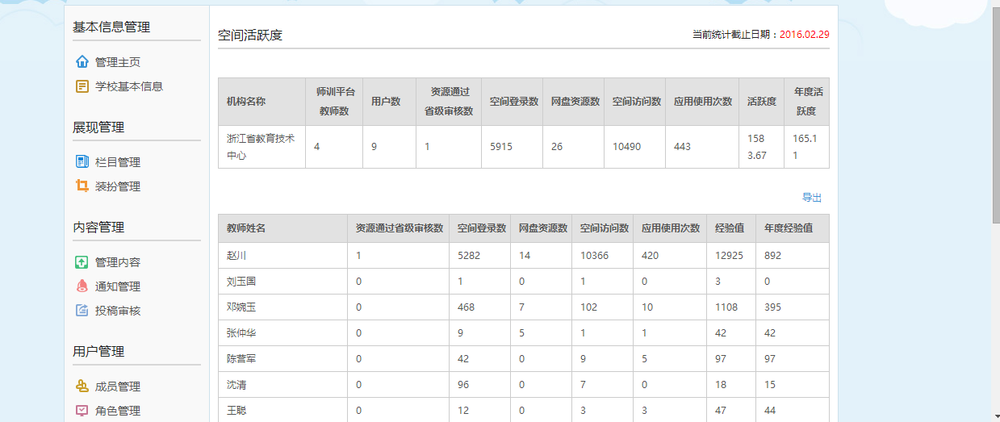 基本信息管理
管理主页
学校基本信息
展现管理
栏目管理
装扮管理
内容管理
管理内容
通知管理
投稿审核
用户管理
成员管理
角色管理
空间活跃度
当前统计截止日期：2016.02.29
机构名称 师训平台教师数 用户数 资源通过省级审核数 空间登录数 网盘资源数 空间访问数 应用使用次数 活跃度 年度活跃度
浙江省教育技术中心 4 9 1 5915 26 10490 443 1583.67 165.11
导出
教师姓名 资源通过省级审核数 空间登录数 网盘资源数 空间访问数 应用使用次数 经验值 年度经验值
赵川 1 5282 14 10366 420 12925 892
刘玉国 0 1 0 1 0 3 0
邓婉玉 0 468 7 102 10 1108 395
张仲华 0 9 5 1 1 42 42
陈营军 0 42 0 9 5 97 97
沈清 0 96 0 7 0 18 15
王聪 0 12 0 3 3 47 44